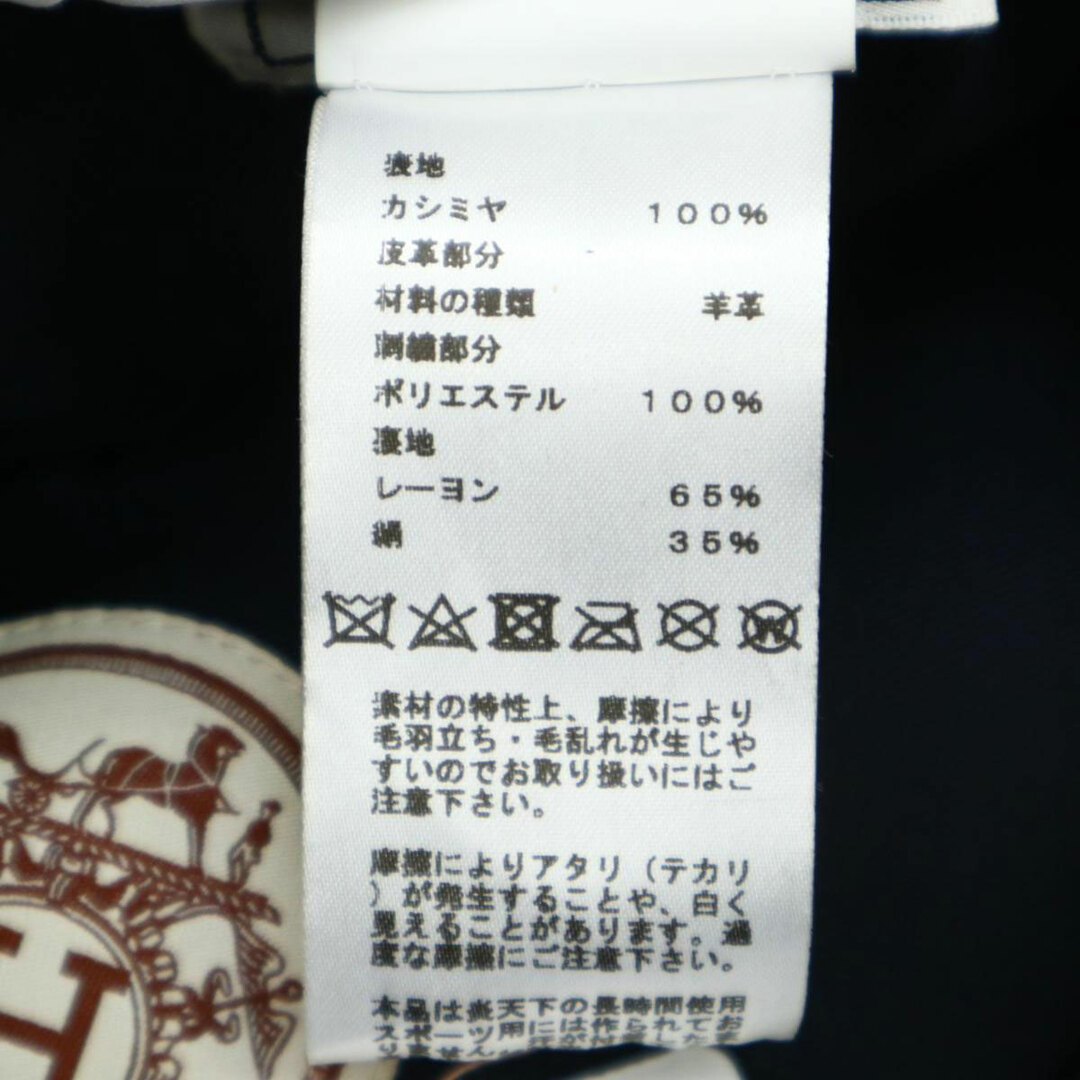 表地
カシミヤ 100%
皮革部分
材料の種類 羊革
刺繍部分
ポリエステル 100%
裏地
レーヨン 65%
絹 35%
素材の特性上、摩擦により
毛羽立ち・毛乱れが生じや
すいのでお取り扱いにはご
注意下さい。
摩擦によりアタリ（テカリ
）が発生することや、白く
見えることがあります。過
度な摩擦にご注意下さい。
本品は炎天下の長時間使用
スポーツ用には作られてお